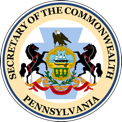 SECRETARY OF THE COMMONWEALTH
PENNSYLVANIA